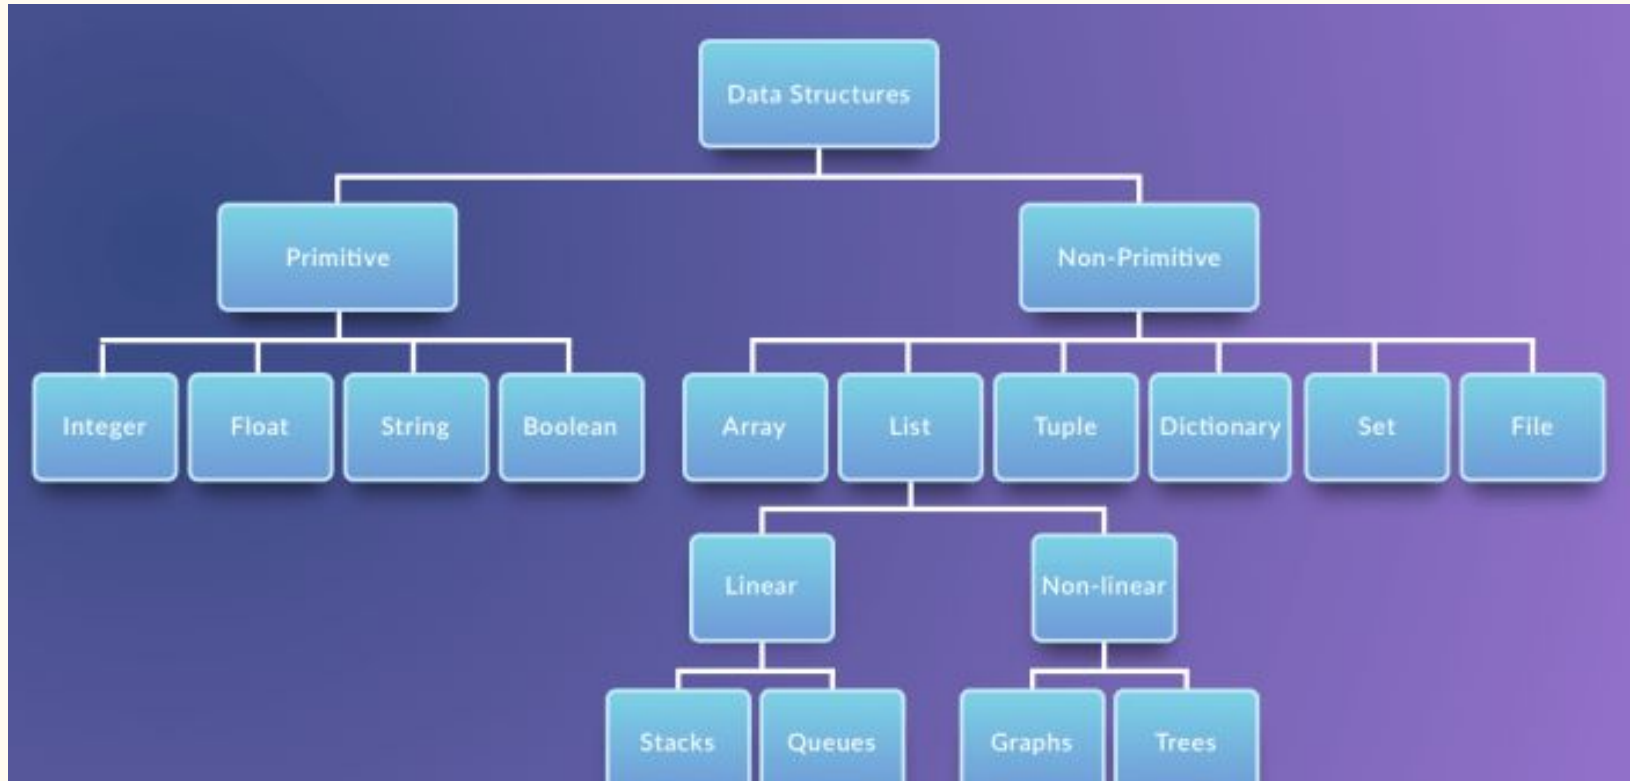 Data Structures
Primitive
Non-Primitive
Integer
Float
String
Boolean
Array
List
Tuple
Dictionary
Set
File
Linear
Non-linear
Stacks
Queues
Graphs
Trees